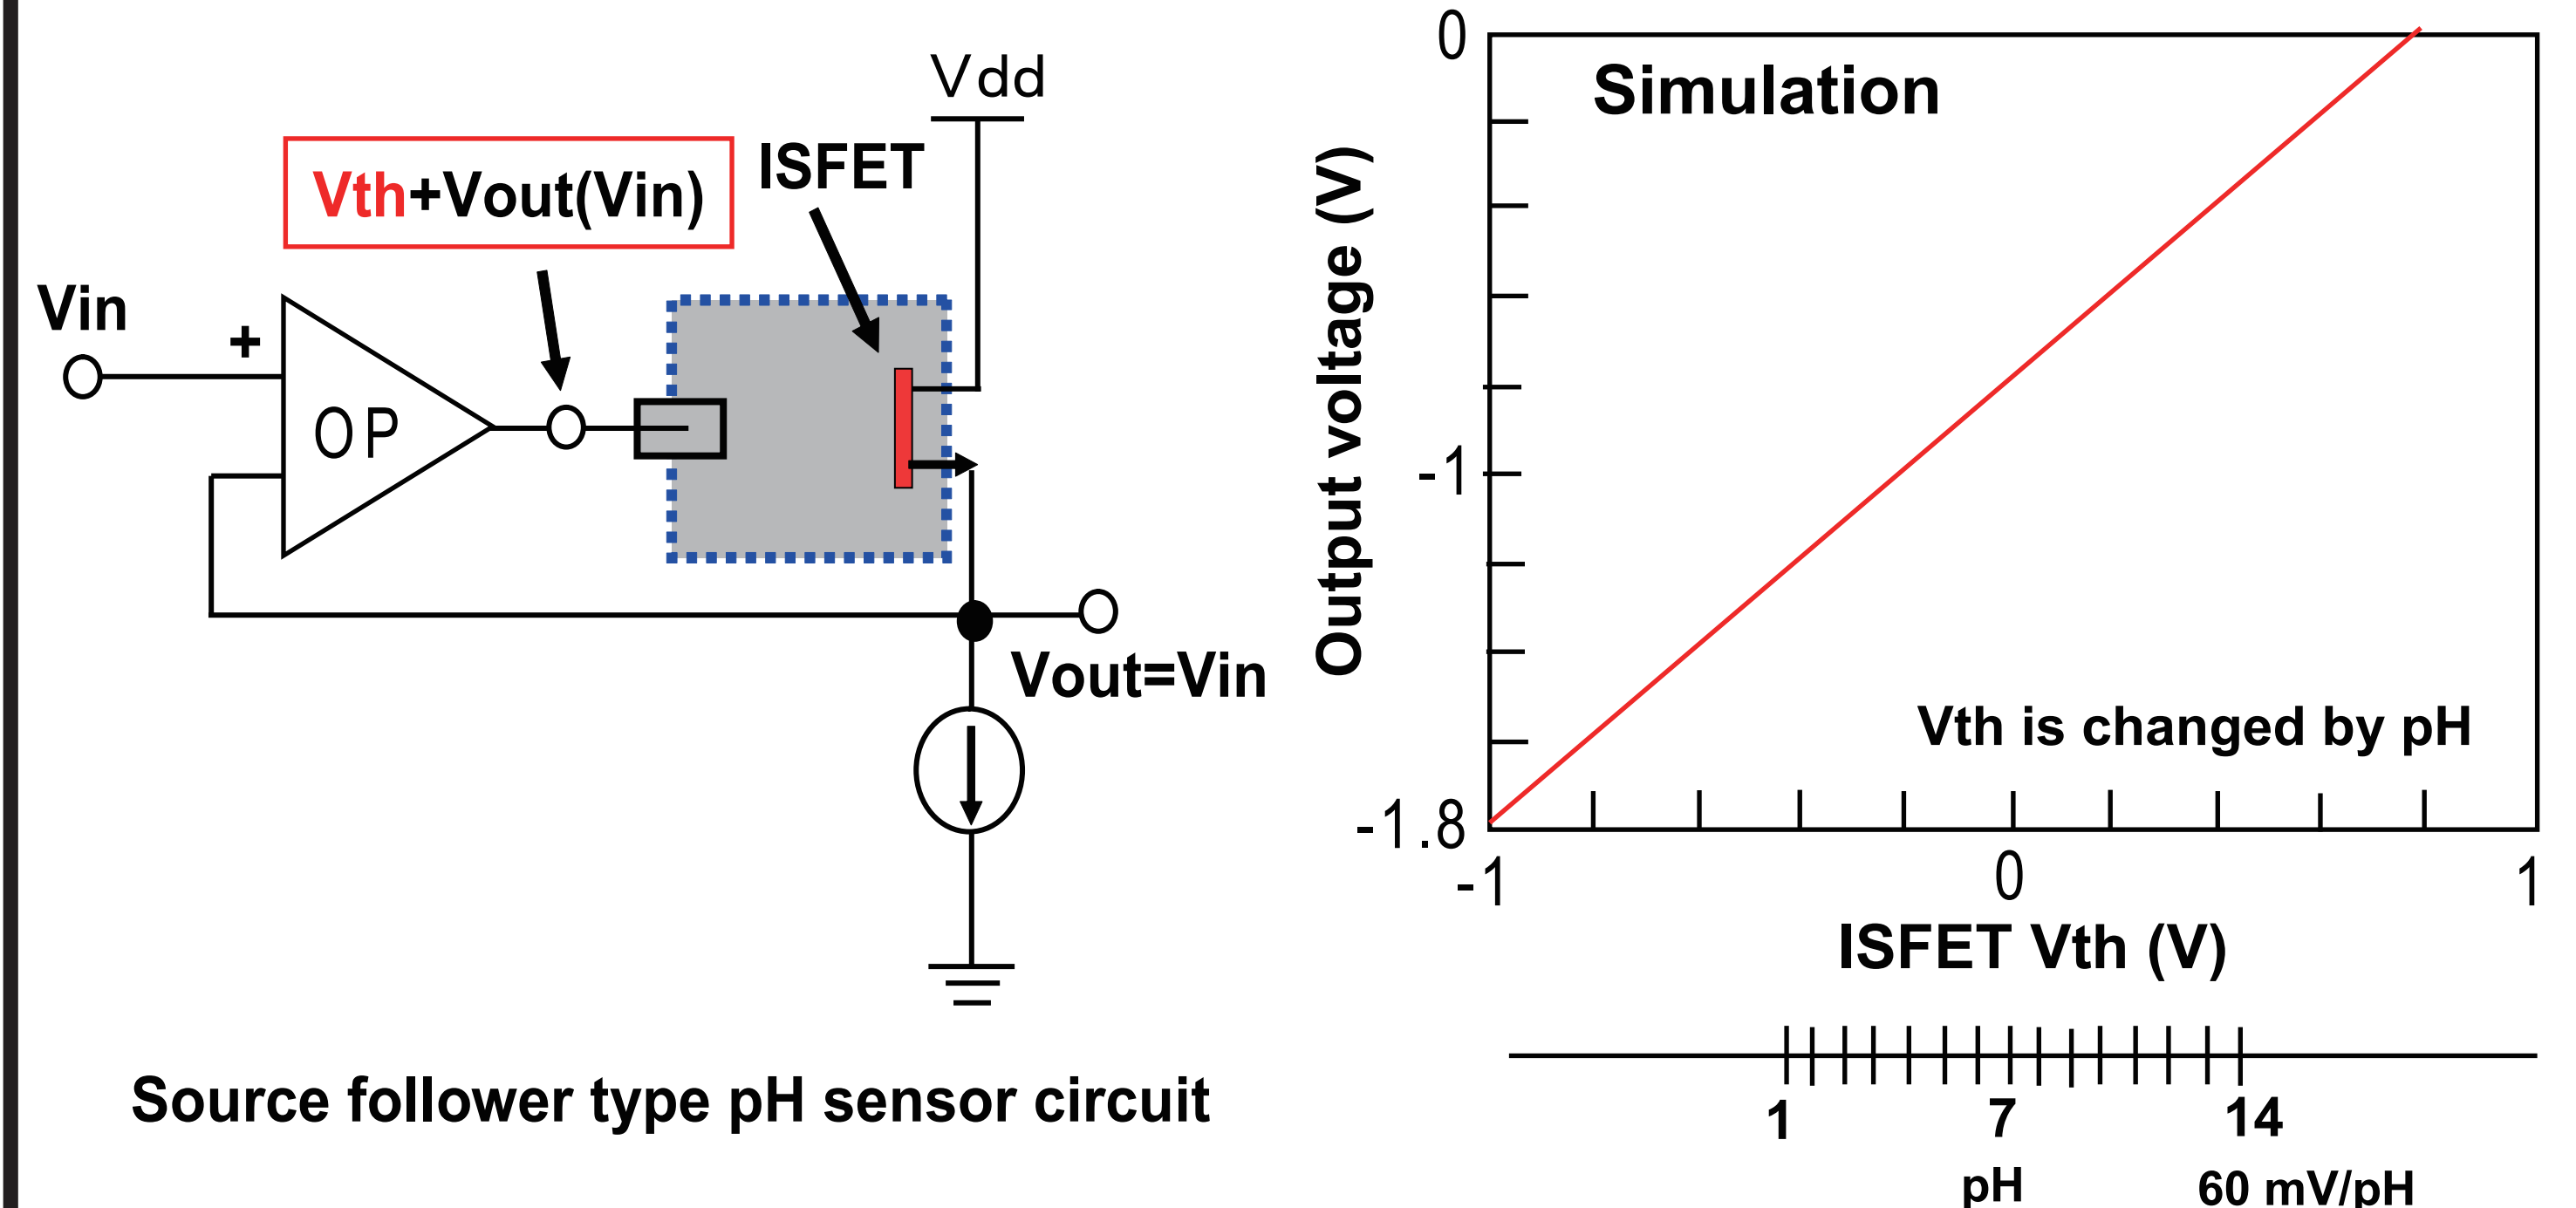 Vdd
Vth+Vout(Vin)
ISFET
Vin
+
OP
Vout=Vin
Source follower type pH sensor circuit
0
Simulation
Output voltage (V)
-1
Vth is changed by pH
-1.8
-1
0
1
ISFET Vth (V)
1
7
14
pH
60 mV/pH